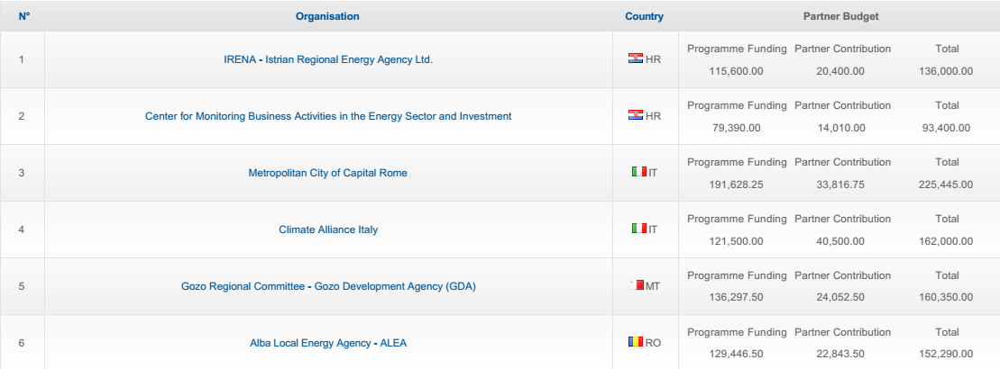 Nº Organisation Country Partner Budget
Programme Funding Partner Contribution Total
1 IRENA - Istrian Regional Energy Agency Ltd. HR
115,600.00 20,400.00 136,000.00
Programme Funding Partner Contribution Total
2 Center for Monitoring Business Activities in the Energy Sector and Investment HR
79,390.00 14,010.00 93,400.00
Programme Funding Partner Contribution Total
3 Metropolitan City of Capital Rome IT
191,628.25 33,816.75 225,445.00
Programme Funding Partner Contribution Total
4 Climate Alliance Italy IT
121,500.00 40,500.00 162,000.00
Programme Funding Partner Contribution Total
5 Gozo Regional Committee - Gozo Development Agency (GDA) MT
136,297.50 24,052.50 160,350.00
Programme Funding Partner Contribution Total
6 Alba Local Energy Agency - ALEA RO
129,446.50 22,843.50 152,290.00